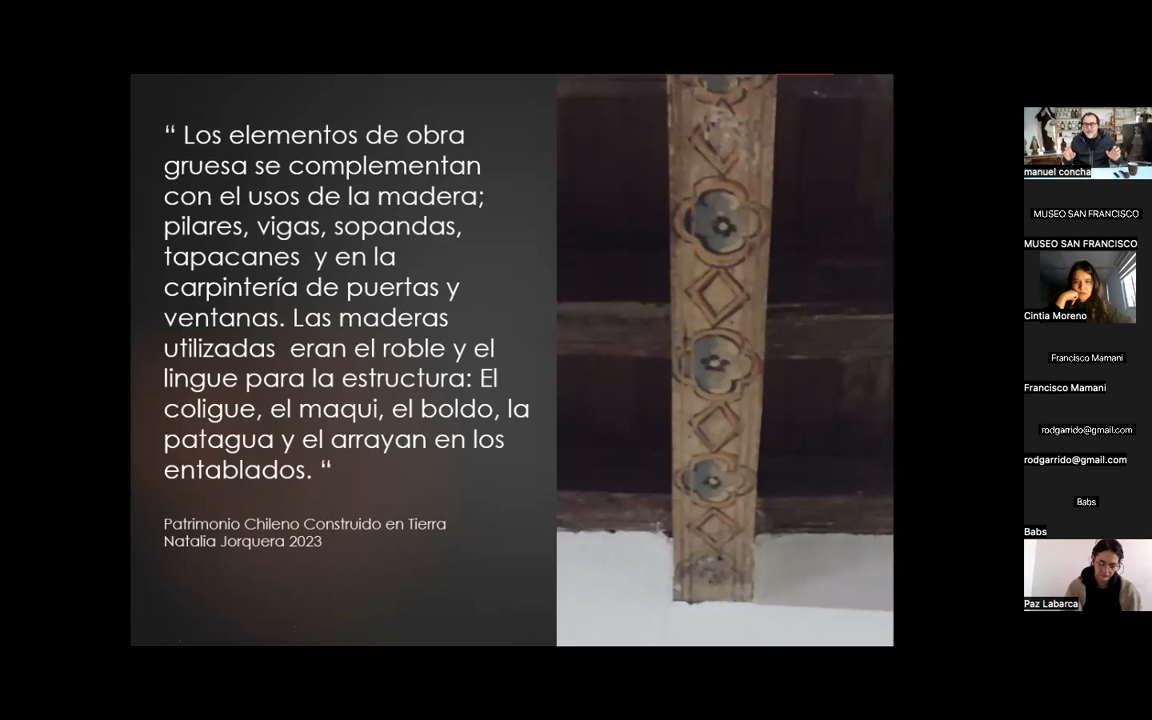 “ Los elementos de obra
gruesa se complementan
con el usos de la madera;
pilares, vigas, sopandas,
tapacanes y en la
carpintería de puertas y
ventanas. Las maderas
utilizadas eran el roble y el
lingue para la estructura: El
coligue, el maqui, el boldo, la
patagua y el arrayan en los
entablados. “
Patrimonio Chileno Construido en Tierra
Natalia Jorquera 2023
manuel concha
MUSEO SAN FRANCISCO
MUSEO SAN FRANCISCO
Cintia Moreno
Francisco Mamani
Francisco Mamani
rodgarrido@gmail.com
rodgarrido@gmail.com
Babs
Babs
Paz Labarca